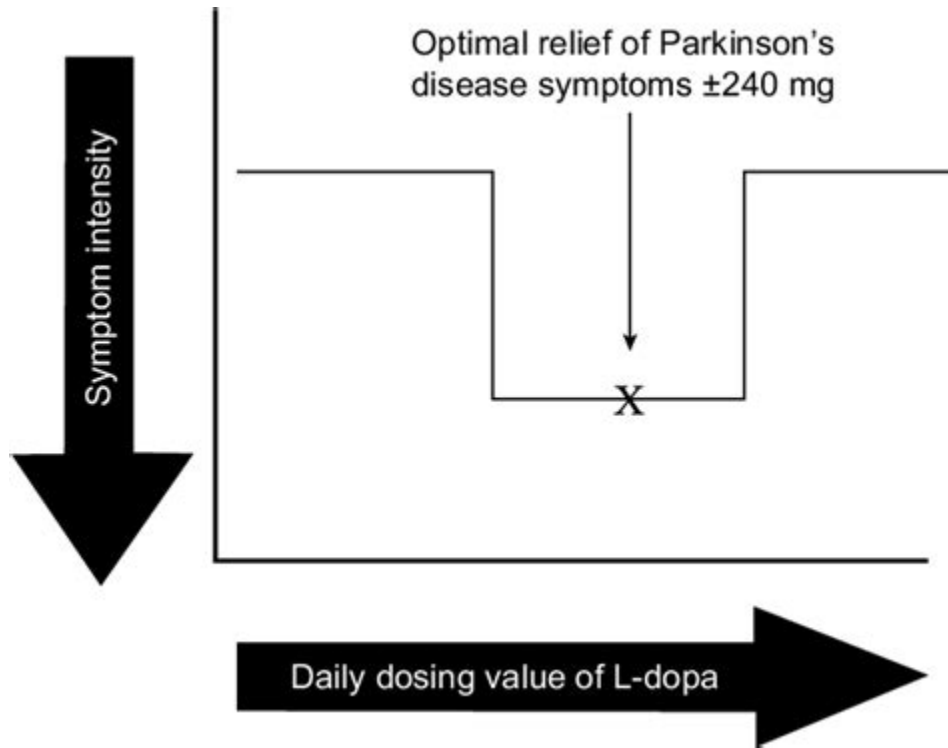 Optimal relief of Parkinson's
disease symptoms ±240 mg
Symptom intensity
X
Daily dosing value of L-dopa